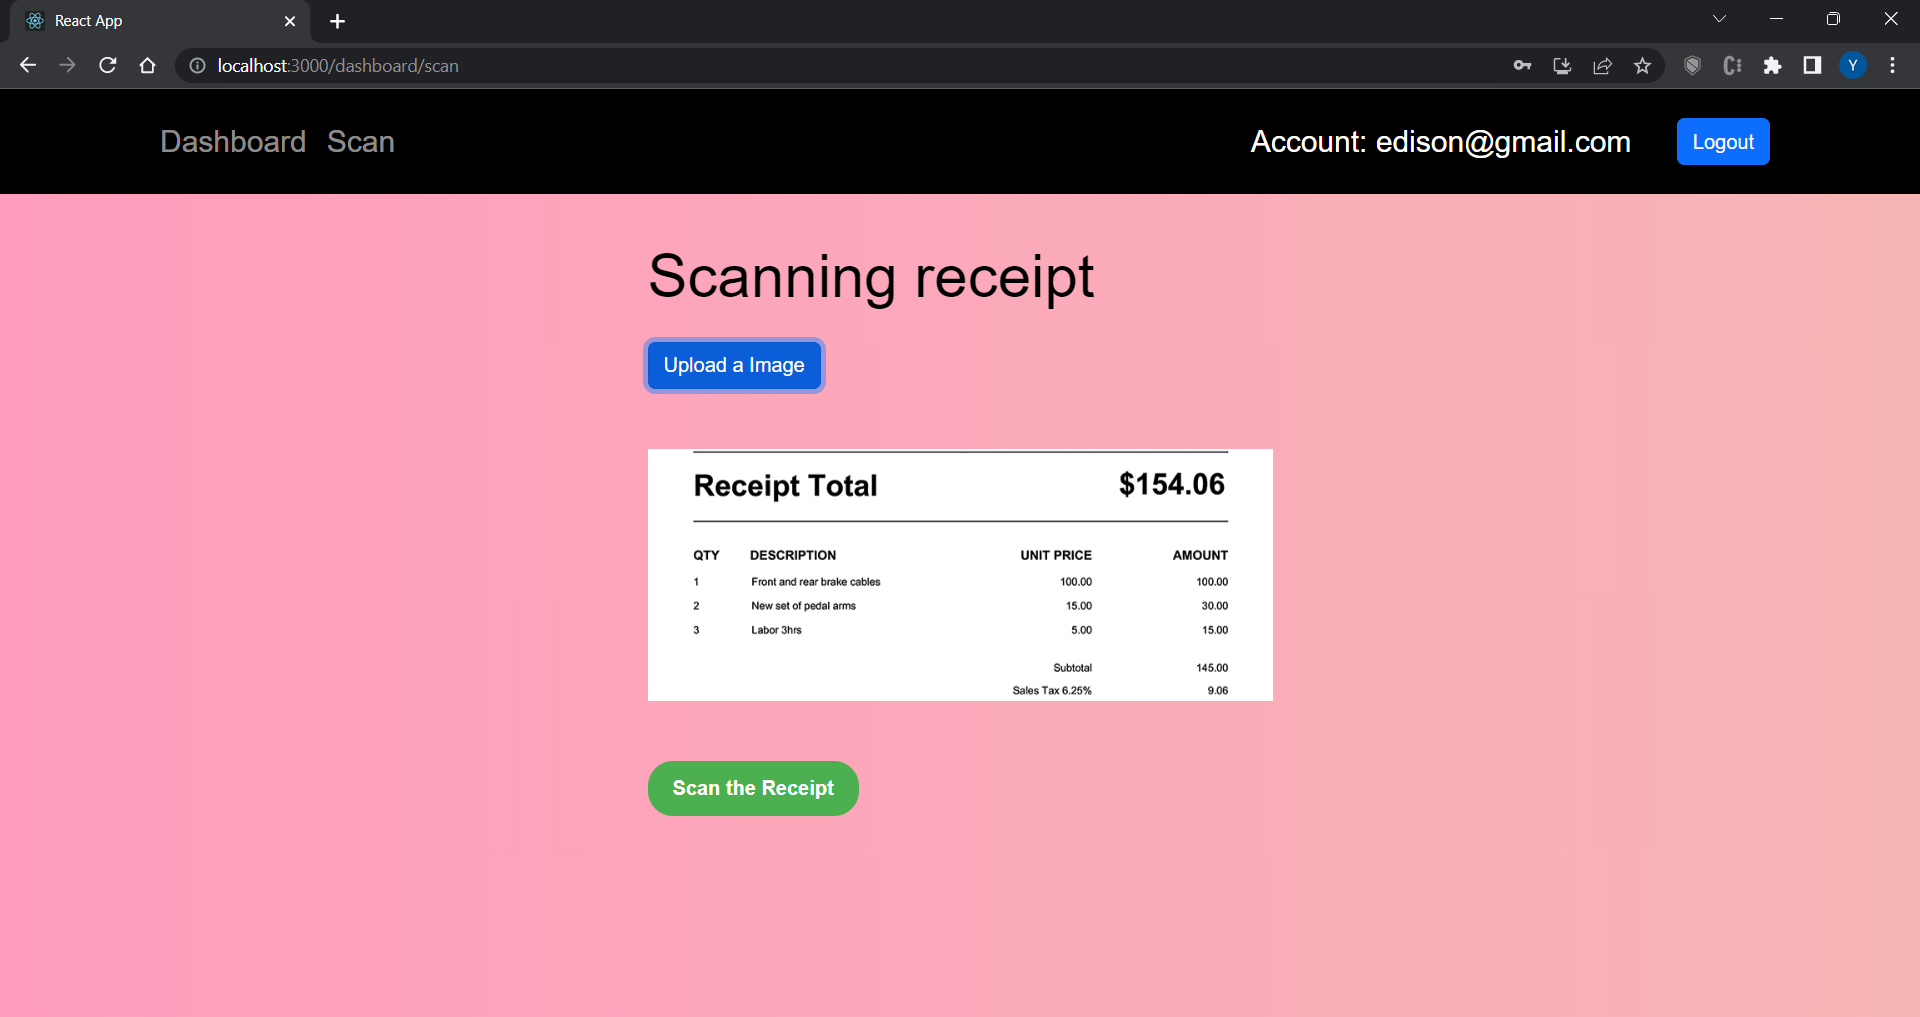 React App
localhost:3000/dashboard/scan
Y
Dashboard Scan Account: edison@gmail.com Logout
Scanning receipt
Upload a Image
Receipt Total $154.06
QTY DESCRIPTION UNIT PRICE AMOUNT
1 Front and rear brake cables 100.00 100.00
2 New set of pedal arms 15.00 30.00
3 Labor 3hrs 5.00 15.00
Subtotal 145.00
Sales Tax 6.25% 9.06
Scan the Receipt